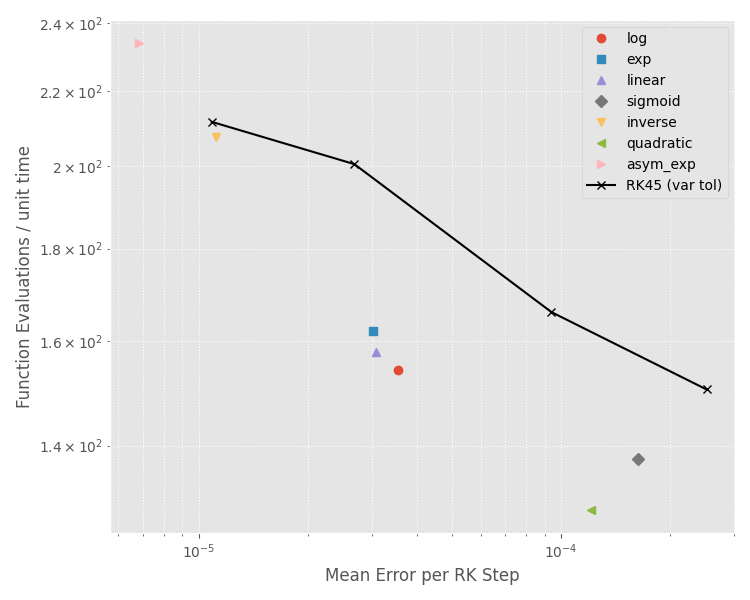 2.4 × 10²
2.2 × 10²
2 × 10²
1.8 × 10²
1.6 × 10²
1.4 × 10²
Function Evaluations / unit time
log
exp
linear
sigmoid
inverse
quadratic
asym_exp
RK45 (var tol)
10⁻⁵
10⁻⁴
Mean Error per RK Step